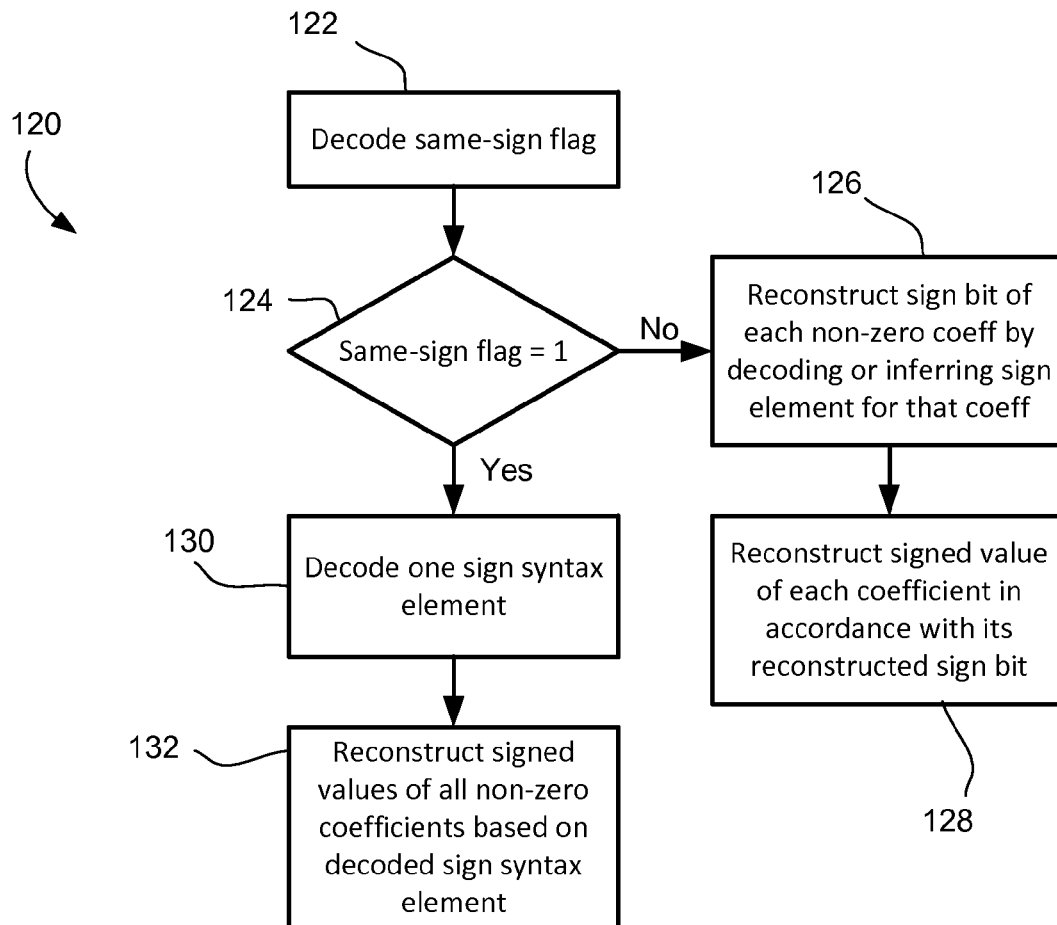 122
120
Decode same-sign flag
126
124
Same-sign flag = 1
No
Reconstruct sign bit of
each non-zero coeff by
decoding or inferring sign
element for that coeff
Yes
130
Decode one sign syntax
element
Reconstruct signed value
of each coefficient in
accordance with its
reconstructed sign bit
132
Reconstruct signed
values of all non-zero
coefficients based on
decoded sign syntax
element
128